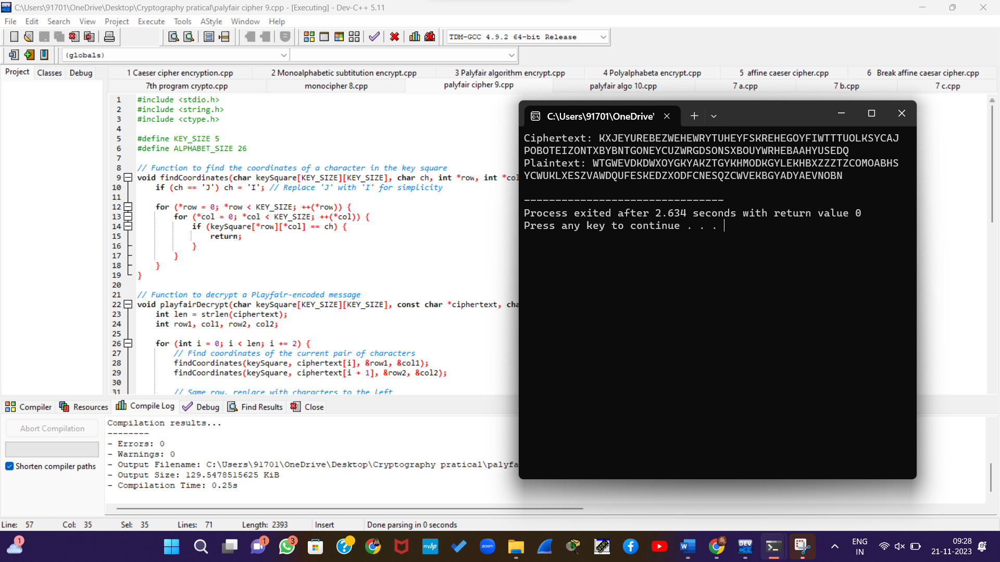 C:\Users\91701\OneDrive\Desktop\Cryptography pratical\palyfair cipher 9.cpp - [Executing] - Dev-C++ 5.11
File Edit Search View Project Execute Tools AStyle Window Help
TDM-GCC 4.9.2 64-bit Release
(globals)
Project Classes Debug
1 Caeser cipher encryption.cpp 2 Monoalphabetic subtitution encrypt.cpp 3 Palyfair algorithm encrypt.cpp 4 Polyalphabeta encrypt.cpp 5 affine caeser cipher.cpp 6 Break affine caesar cipher.cpp
7th program crypto.cpp monocipher 8.cpp palyfair cipher 9.cpp palyfair algo 10.cpp 7 a.cpp 7 b.cpp 7 c.cpp
1 #include <stdio.h>
2 #include <string.h>
3 #include <ctype.h>
4
5 #define KEY_SIZE 5
6 #define ALPHABET_SIZE 26
7
8 // Function to find the coordinates of a character in the key square
9 void findCoordinates(char keySquare[KEY_SIZE][KEY_SIZE], char ch, int *row, int *col
10 if (ch == 'J') ch = 'I'; // Replace 'J' with 'I' for simplicity
11
12 for (*row = 0; *row < KEY_SIZE; ++(*row)) {
13 for (*col = 0; *col < KEY_SIZE; ++(*col)) {
14 if (keySquare[*row][*col] == ch) {
15 return;
16 }
17 }
18 }
19 }
20
21 // Function to decrypt a Playfair-encoded message
22 void playfairDecrypt(char keySquare[KEY_SIZE][KEY_SIZE], const char *ciphertext, cha
23 int len = strlen(ciphertext);
24 int row1, col1, row2, col2;
25
26 for (int i = 0; i < len; i += 2) {
27 // Find coordinates of the current pair of characters
28 findCoordinates(keySquare, ciphertext[i], &row1, &col1);
29 findCoordinates(keySquare, ciphertext[i + 1], &row2, &col2);
30
31 // Same row, replace with characters to the left
C:\Users\91701\OneDrive'
Ciphertext: KXJEYUREBEZWEHEWRYTUHEYFSKREHEGOYFIWTTTUOLKSYCAJ
POBOTEIZONTXBYBNTGONEYCUZWRGDSONSXBOUYWRHEBAAHYUSEDQ
Plaintext: WTGWEVDKDWXOYGKYAKZTGYKHMODKGYLEKHBXZZZTZCOMOABHS
YCWUKLXESZVAWDQUFESKEDZXODFCNESQZCWVEKBGYADYAEVNOBN
--------------------------------
Process exited after 2.634 seconds with return value 0
Press any key to continue . . .
Compiler Resources Compile Log Debug Find Results Close
Abort Compilation
Shorten compiler paths
Compilation results...
--------
- Errors: 0
- Warnings: 0
- Output Filename: C:\Users\91701\OneDrive\Desktop\Cryptography pratical\palyfa
- Output Size: 129.5478515625 KiB
- Compilation Time: 0.25s
Line: 57 Col: 35 Sel: 35 Lines: 71 Length: 2393 Insert Done parsing in 0 seconds
1
1
3
myhp
zoom
W
DEV C++
ENG
IN
09:28
21-11-2023